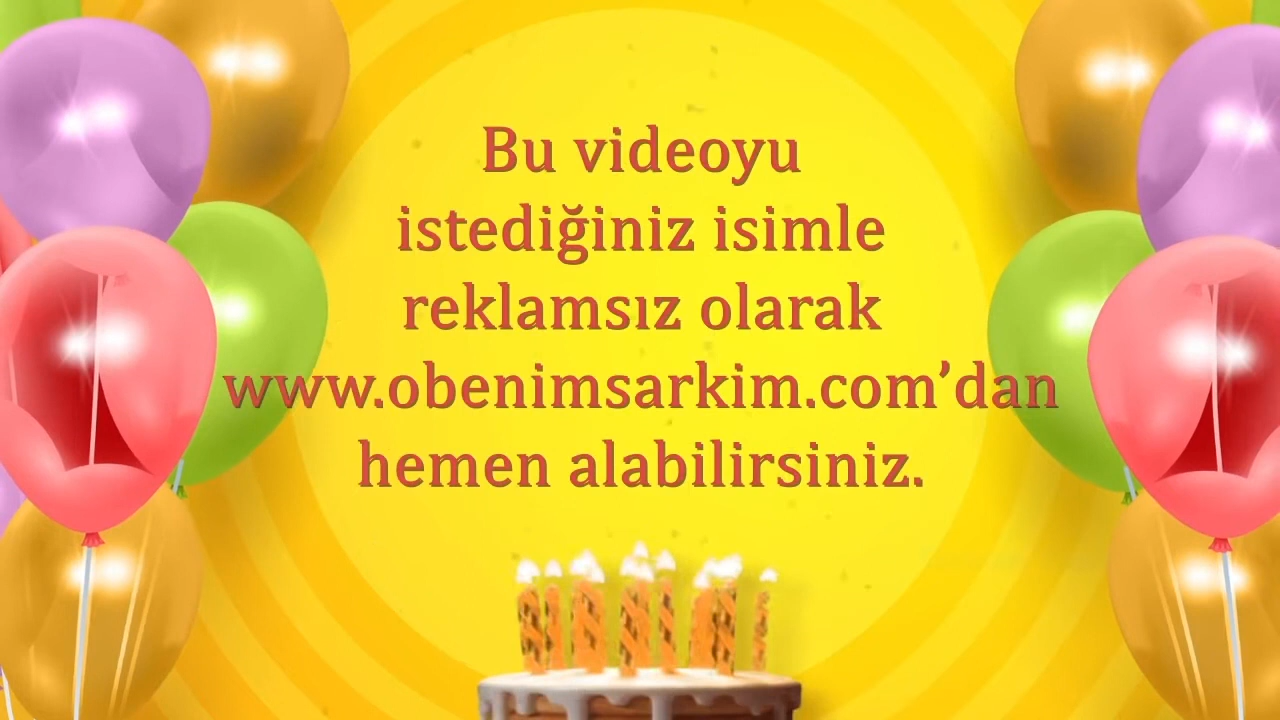 Bu videoyu
istediğiniz isimle
reklamsız olarak
www.obenimsarkim.com’dan
hemen alabilirsiniz.